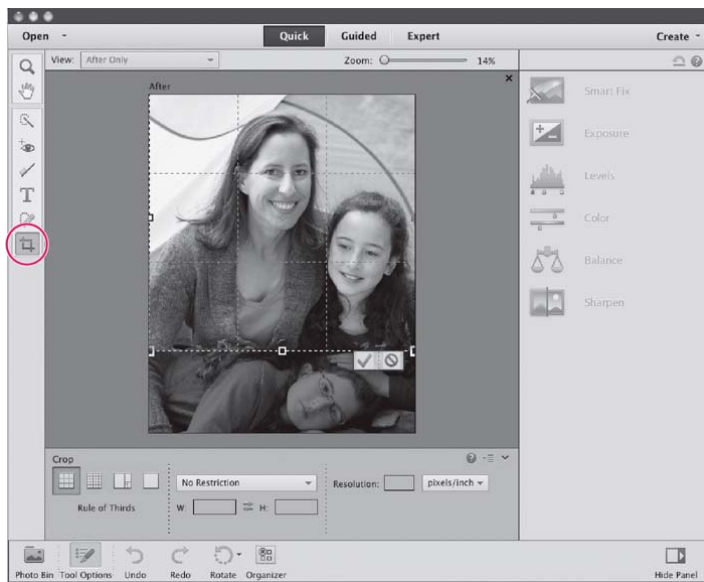 Open
Quick Guided Expert
Create
View: After Only
Zoom: 14%
After
Smart Fix
Exposure
Levels
Color
Balance
Sharpen
T
Crop
No Restriction
Resolution: pixels/inch
Rule of Thirds
W: H:
Photo Bin
Tool Options
Undo
Redo
Rotate
Organizer
Hide Panel